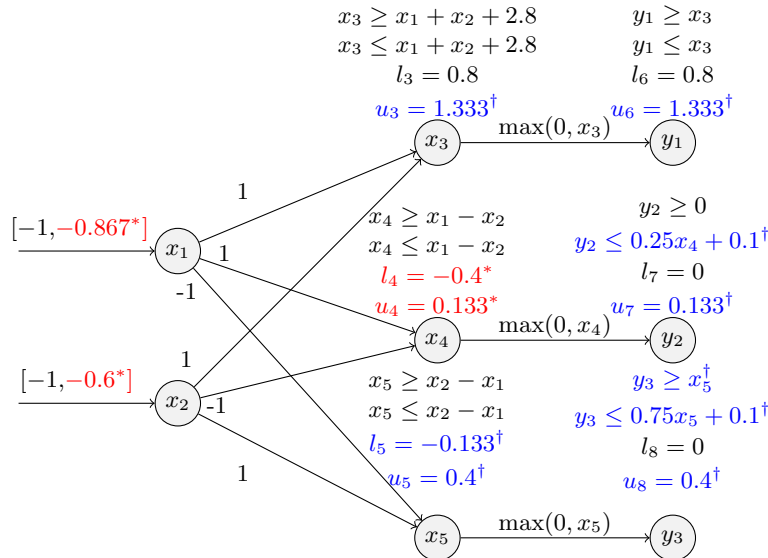 x₃ ≥ x₁ + x₂ + 2.8
x₃ ≤ x₁ + x₂ + 2.8
l₃ = 0.8
u₃ = 1.333†
y₁ ≥ x₃
y₁ ≤ x₃
l₆ = 0.8
u₆ = 1.333†
x₃
max(0, x₃)
y₁
1
[−1,−0.867*]
x₁
1
-1
x₄ ≥ x₁ − x₂
x₄ ≤ x₁ − x₂
l₄ = −0.4*
u₄ = 0.133*
y₂ ≥ 0
y₂ ≤ 0.25x₄ + 0.1†
l₇ = 0
u₇ = 0.133†
x₄
max(0, x₄)
y₂
[−1,−0.6*]
x₂
1
-1
1
x₅ ≥ x₂ − x₁
x₅ ≤ x₂ − x₁
l₅ = −0.133†
u₅ = 0.4†
y₃ ≥ x₅†
y₃ ≤ 0.75x₅ + 0.1†
l₈ = 0
u₈ = 0.4†
x₅
max(0, x₅)
y₃